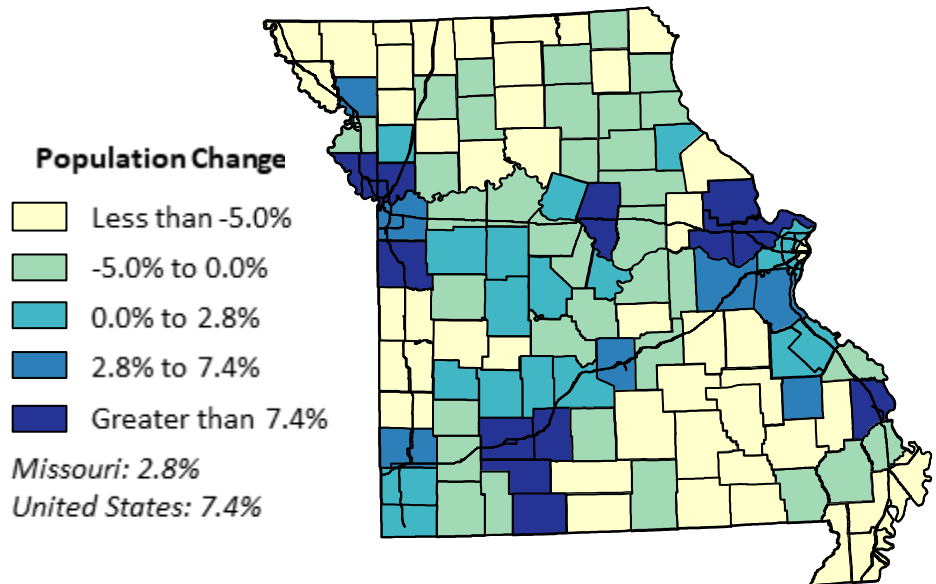 Population Change
Less than -5.0%
-5.0% to 0.0%
0.0% to 2.8%
2.8% to 7.4%
Greater than 7.4%
Missouri: 2.8%
United States: 7.4%